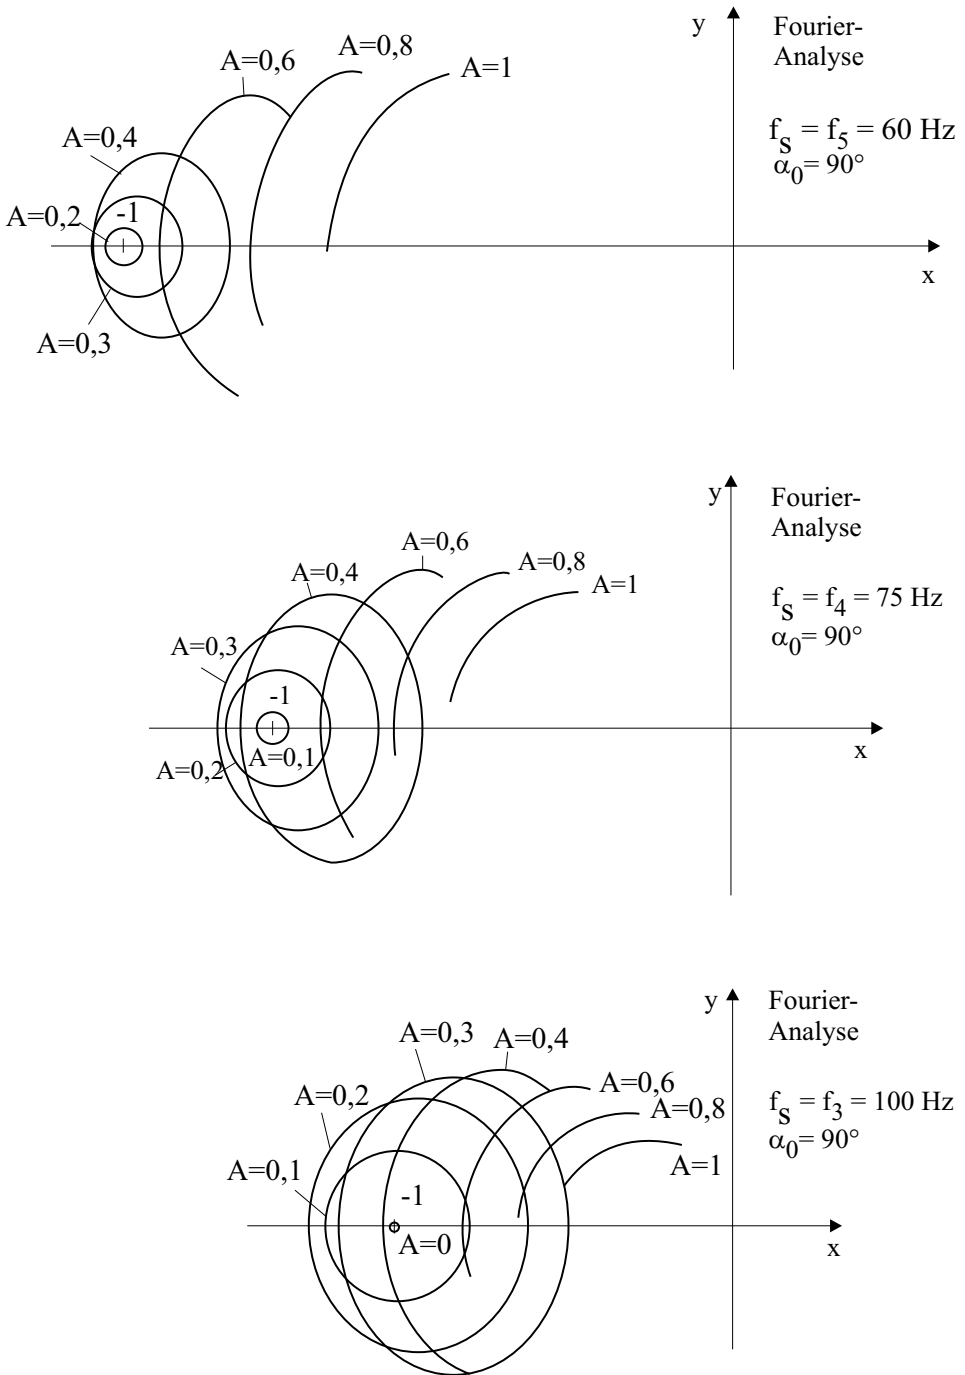 A=0,8
y
Fourier-
Analyse
A=0,6
A=1
A=0,4
f_s = f_5 = 60 Hz
α_0= 90°
A=0,2
-1
x
A=0,3
y
Fourier-
Analyse
A=0,6
A=0,8
A=0,4
A=1
f_s = f_4 = 75 Hz
α_0= 90°
A=0,3
-1
A=0,1
x
A=0,2
y
Fourier-
Analyse
A=0,3
A=0,4
A=0,6
A=0,2
A=0,8
f_s = f_3 = 100 Hz
α_0= 90°
A=0,1
A=1
-1
A=0
x